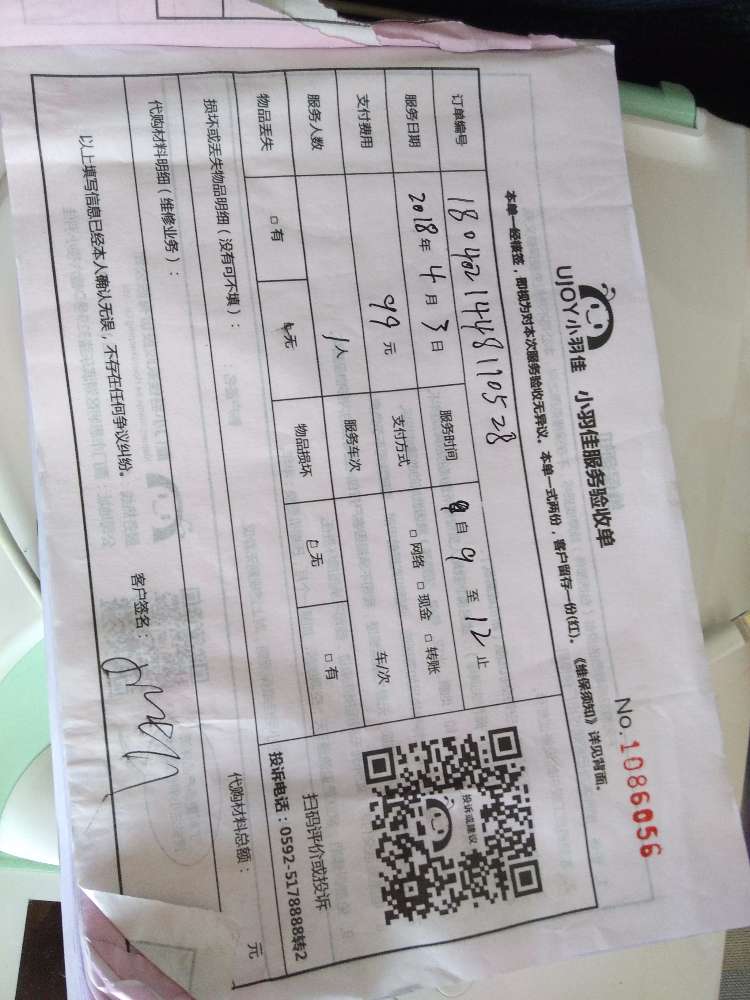 UJOY小羽佳 小羽佳服务验收单
No.1086056
本单一经接签，即视为对本次服务验收无异议。本单一式两份，客户留存一份(红)。《维保须知》详见背面。
订单编号 180402144811170528
服务日期 2018年4月3日 服务时间 自9至12止
支付费用 99元 支付方式 □网络 □现金 □转账
服务人数 1人 服务车次 车/次
物品丢失 □有 □无 物品损坏 □无 □有
投诉或建议
扫码评价或投诉
投诉电话：0592-5178888转2
损坏或丢失物品明细（没有可不填）：
代购材料明细（维修业务）： 代购材料总额： 元
以上填写信息已经本人确认无误，不存在任何争议纠纷。 客户签名：